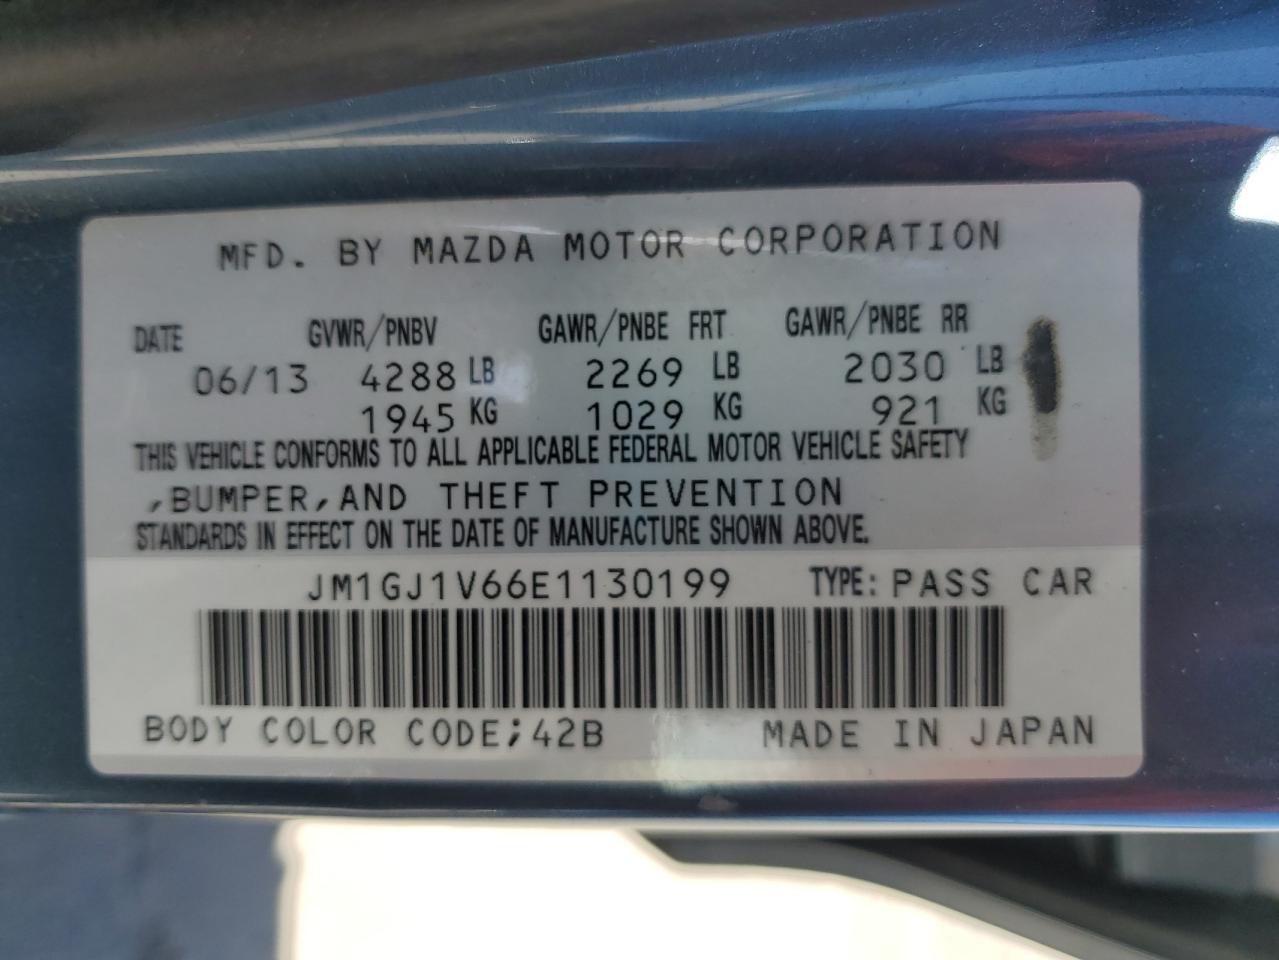 MFD. BY MAZDA MOTOR CORPORATION
DATE GVWR/PNBV GAWR/PNBE FRT GAWR/PNBE RR
06/13 4288 LB 2269 LB 2030 LB
1945 KG 1029 KG 921 KG
THIS VEHICLE CONFORMS TO ALL APPLICABLE FEDERAL MOTOR VEHICLE SAFETY
,BUMPER,AND THEFT PREVENTION
STANDARDS IN EFFECT ON THE DATE OF MANUFACTURE SHOWN ABOVE.
JM1GJ1V66E1130199 TYPE: PASS CAR
BODY COLOR CODE;42B MADE IN JAPAN